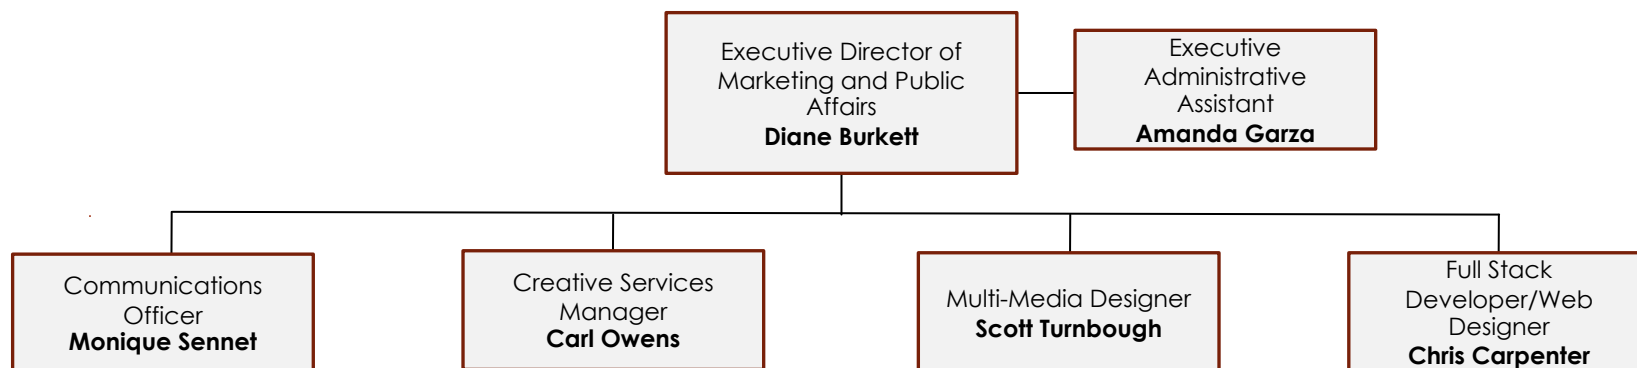 Executive Director of
Marketing and Public
Affairs
Diane Burkett
Executive
Administrative
Assistant
Amanda Garza
Communications
Officer
Monique Sennet
Creative Services
Manager
Carl Owens
Multi-Media Designer
Scott Turnbough
Full Stack
Developer/Web
Designer
Chris Carpenter